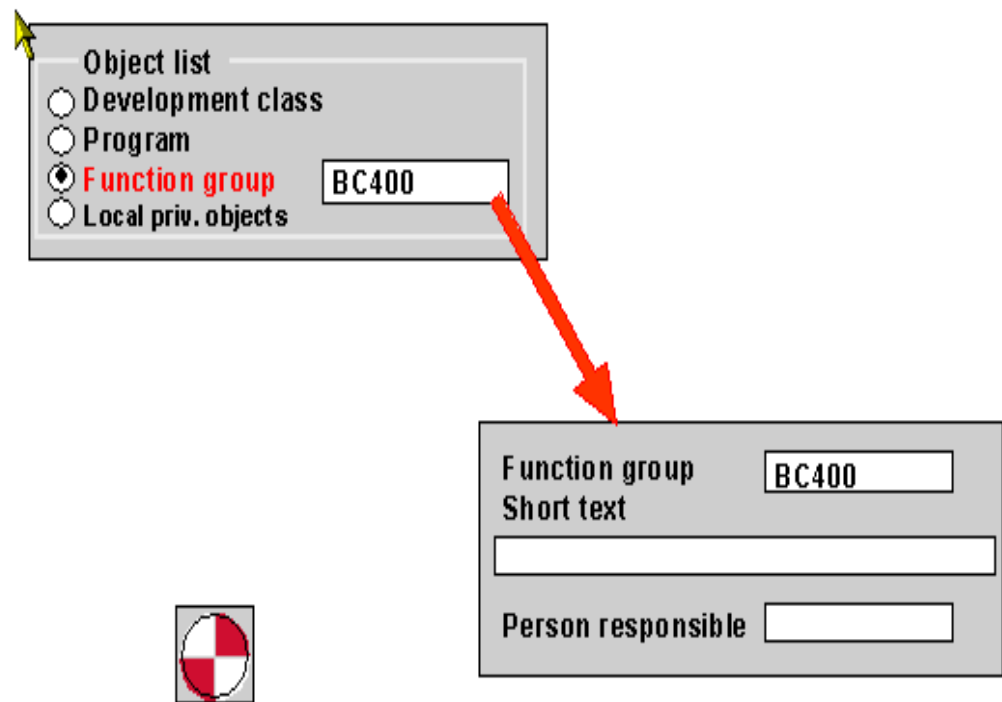 Object list
Development class
Program
Function group BC400
Local priv. objects
Function group BC400
Short text
Person responsible